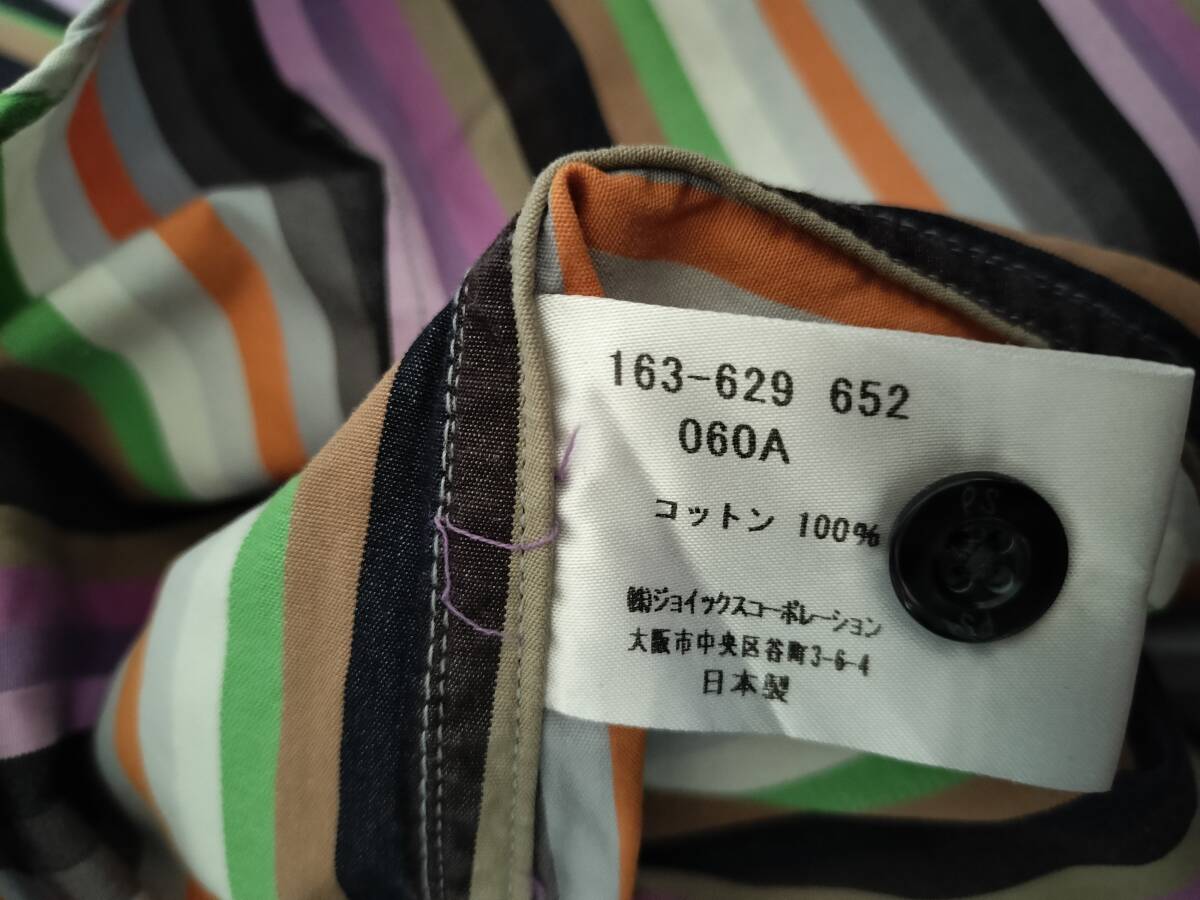 163-629 652
060A
コットン 100%
㈱ジョイックスコーポレーション
大阪市中央区谷町3-6-4
日本製
PS
PS